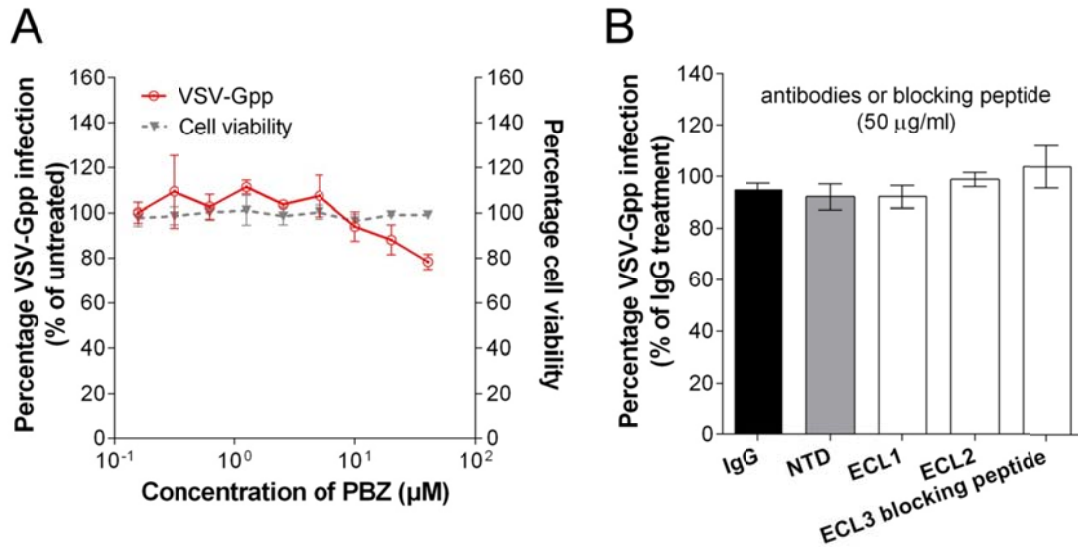 A
Percentage VSV-Gpp infection
(% of untreated)
160
140
120
100
80
60
40
20
0
VSV-Gpp
Cell viability
160
140
120
100
80
60
40
20
0
Percentage cell viability
10-1
100
101
102
Concentration of PBZ (μM)
B
Percentage VSV-Gpp infection
(% of IgG treatment)
140
120
100
80
60
40
20
0
antibodies or blocking peptide
(50 μg/ml)
IgG
NTD
ECL1
ECL2
ECL3 blocking peptide